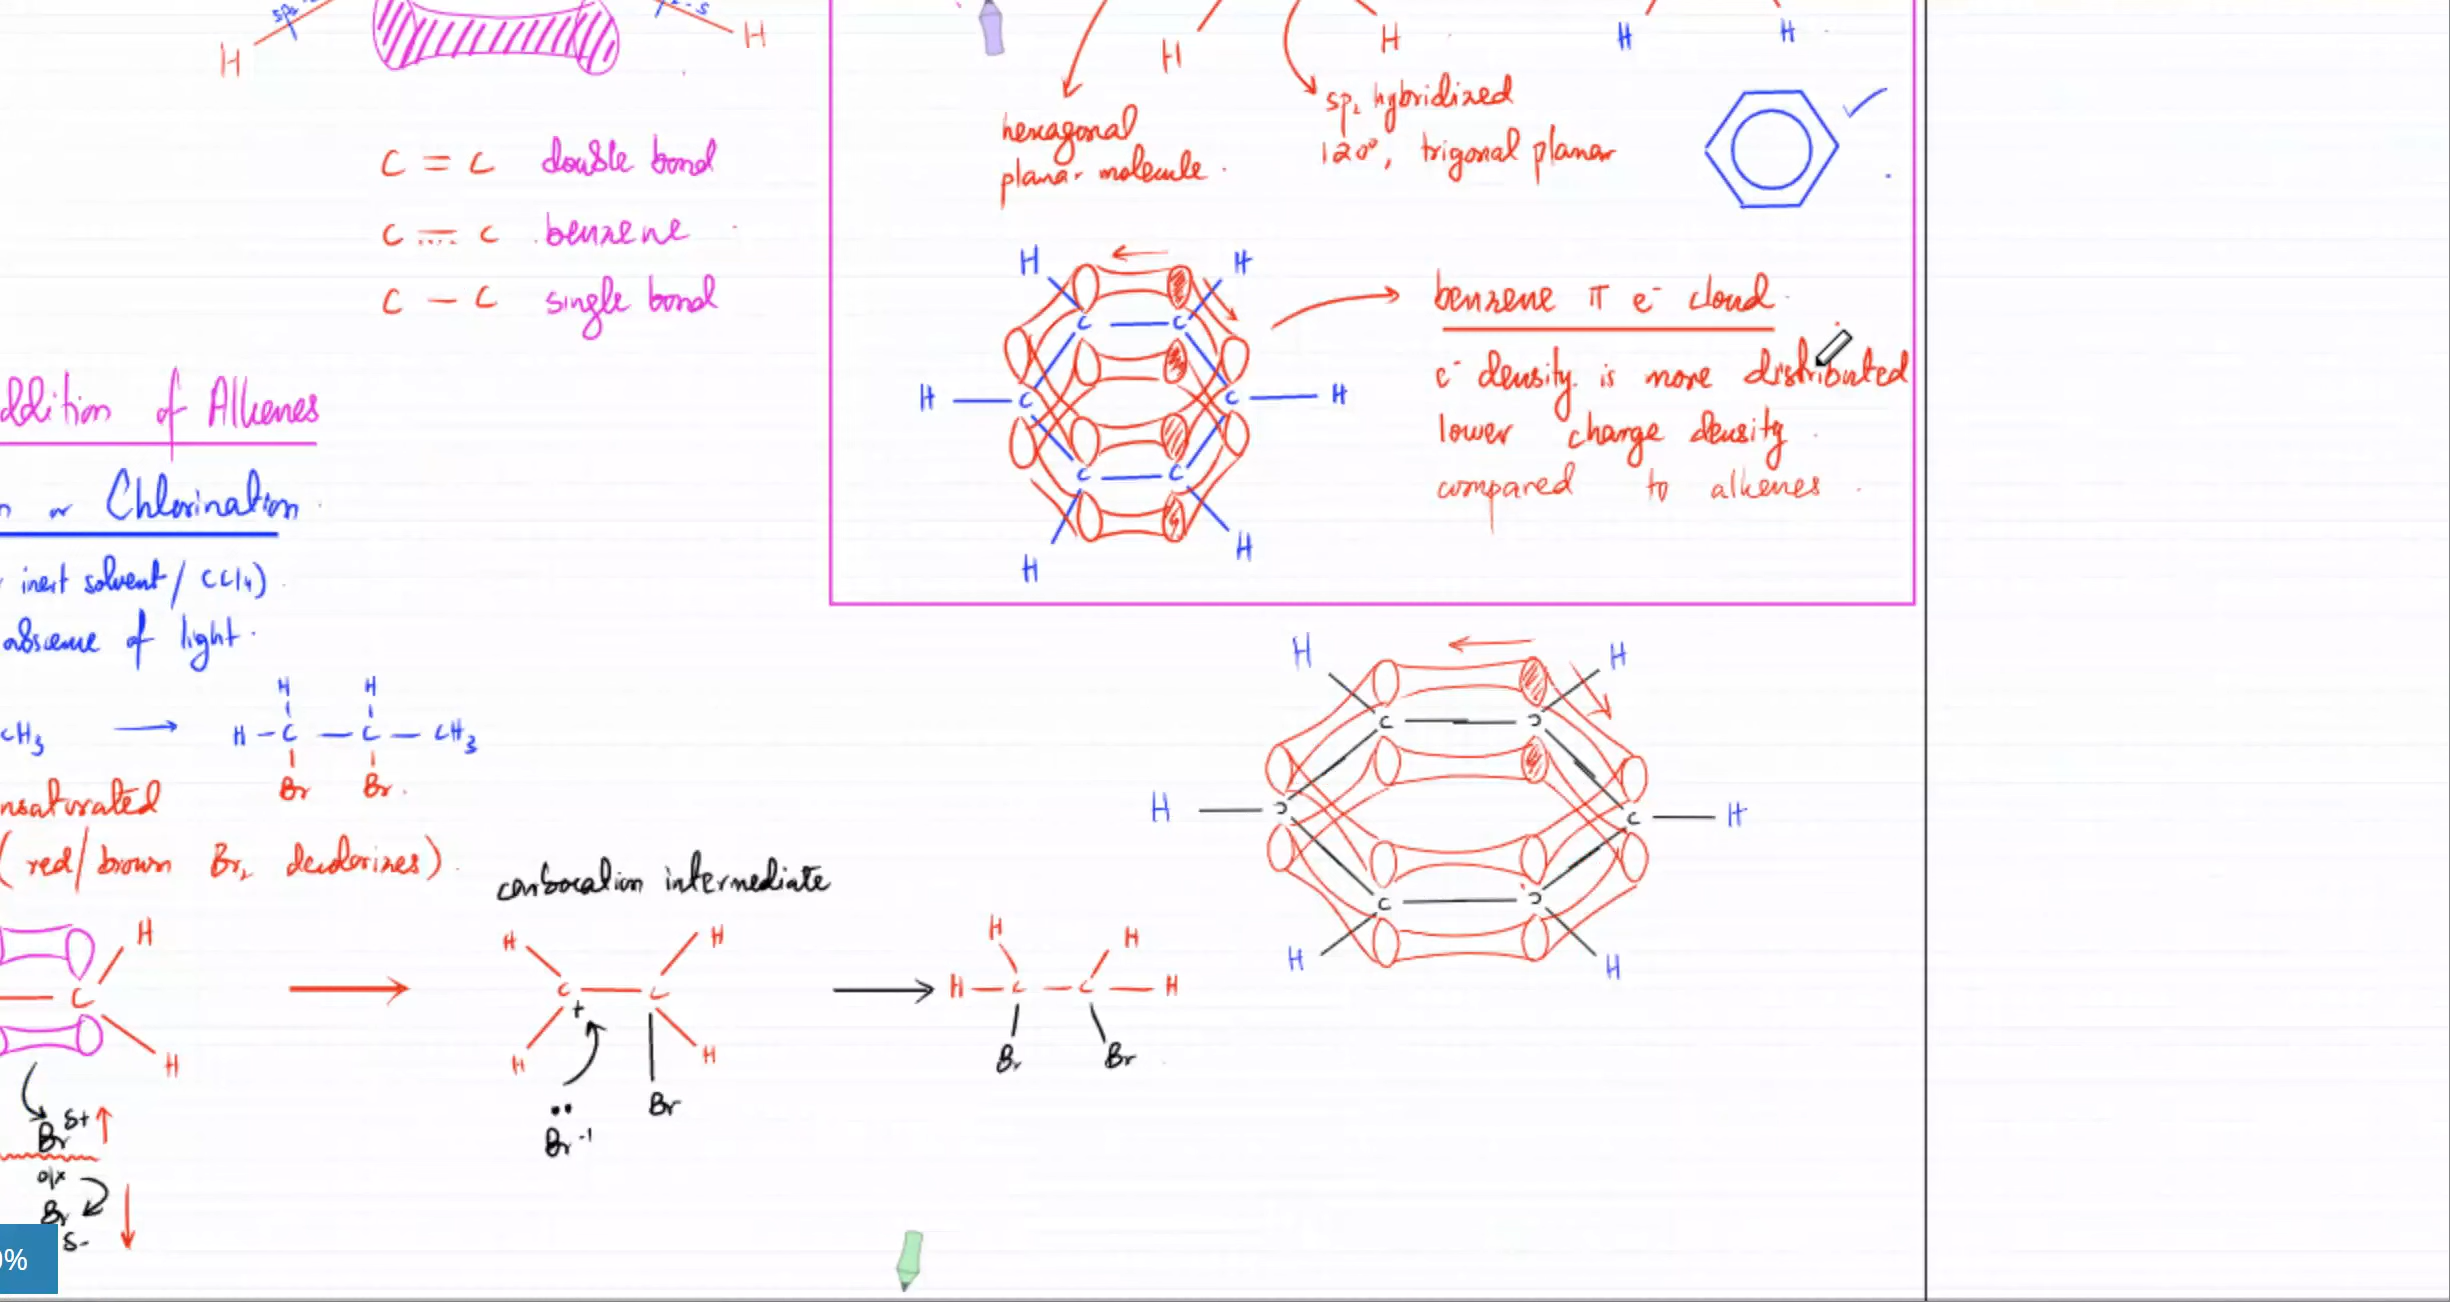 H
H
H
H
H
H
sp₂ hybridized
120°, trigonal planar
hexagonal
planar molecule.
C = C double bond
C C benzene
C - C single bond
H
H
benzene π e⁻ cloud.
C
C
e⁻ density is more distributed
lower charge density
compared to alkenes
H
C
C
H
C
C
H
H
ddition of Alkenes
n or Chlorination
inert solvent / CCl₄)
absence of light.
H H
CH₃ → H - C - C - CH₃
Br Br.
nsaturated
(red/brown Br₂ decolorizes).
H
H
C
C
H
C
C
H
C
C
H
H
carbocation intermediate
H
C
H
H
H
C
+
C
H
H
Br⁻¹
Br
H
H
H - C - C - H
Br
Br
Br δ+
Br
δ-
0%